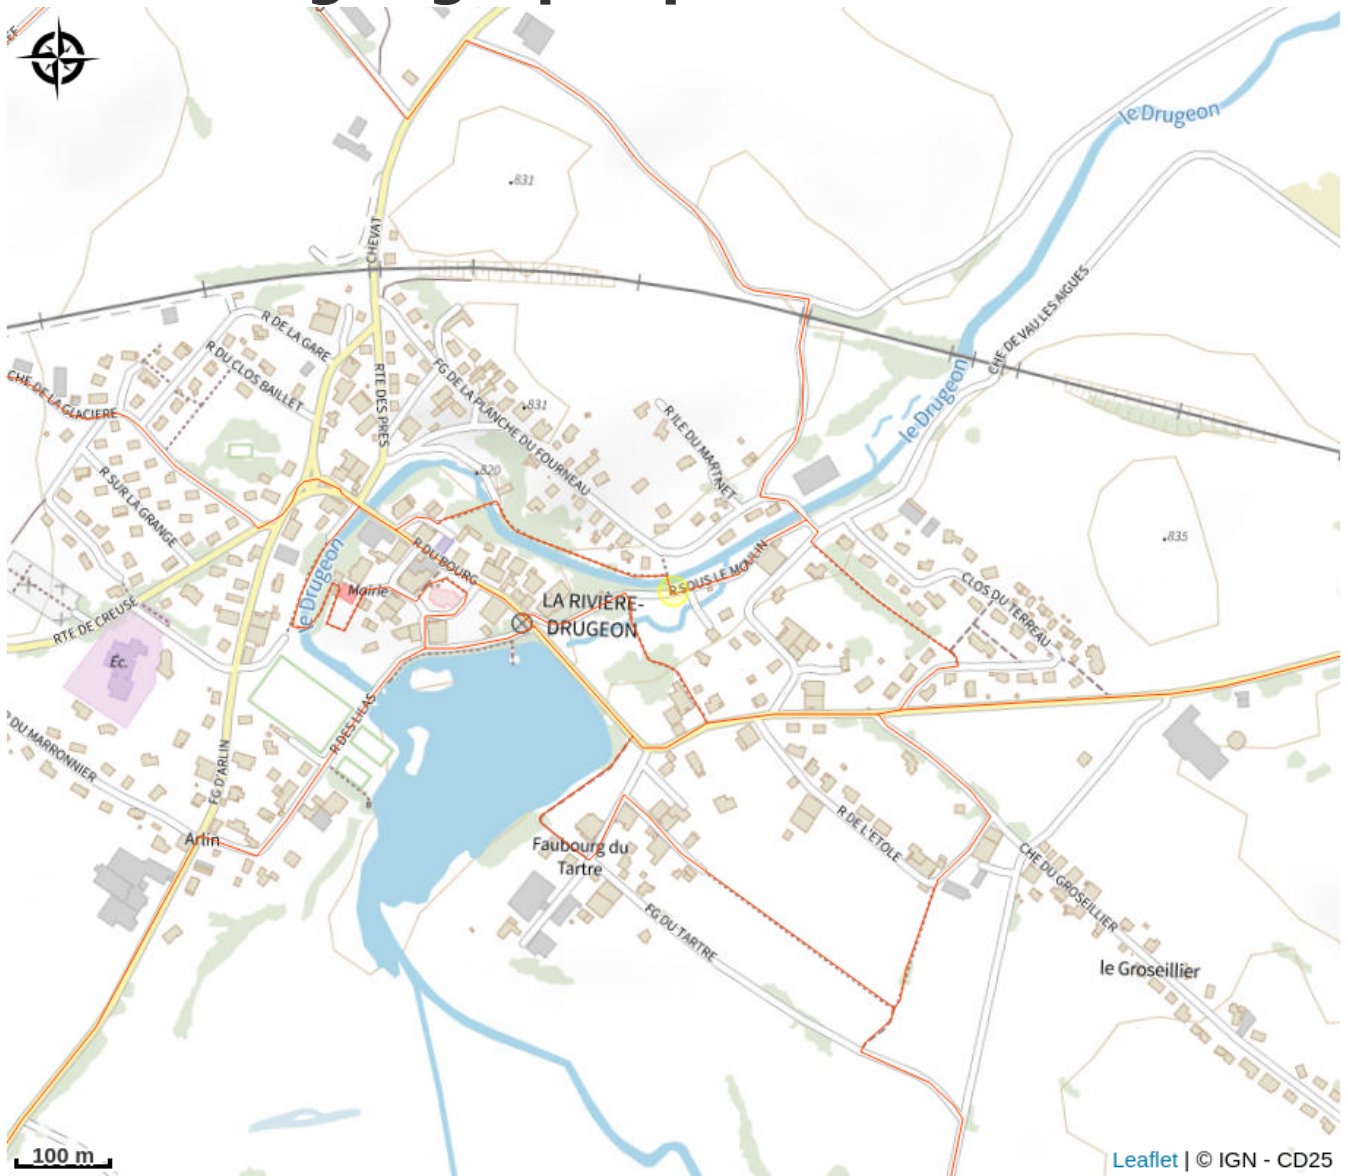 le Drugeon
831
CHEVAT
CHE DE VAU LES AIGUES
R DE LA GARE
R DU CLOS BAILLET
RTE DES PRES
FG DE LA PLANCHE DU FOURNEAU
831
CHE DE LA GLACIERE
R ILE DU MARTINET
le Drugeon
820
R SUR LA GRANGE
835
R DU BOURG
le Drugeon
Mairie
R SOUS LE MOULIN
CLOS DU TERREAU
LA RIVIÈRE-
DRUGEON
RTE DE CREUSE
Éc.
R DES LILAS
DU MARRONNIER
FG D'ARLIN
Arlin
Faubourg du
Tartre
R DE L'ETOLE
CHE DU GROSEILLIER
FG DU TARTRE
le Groseillier
100 m
Leaflet | © IGN - CD25